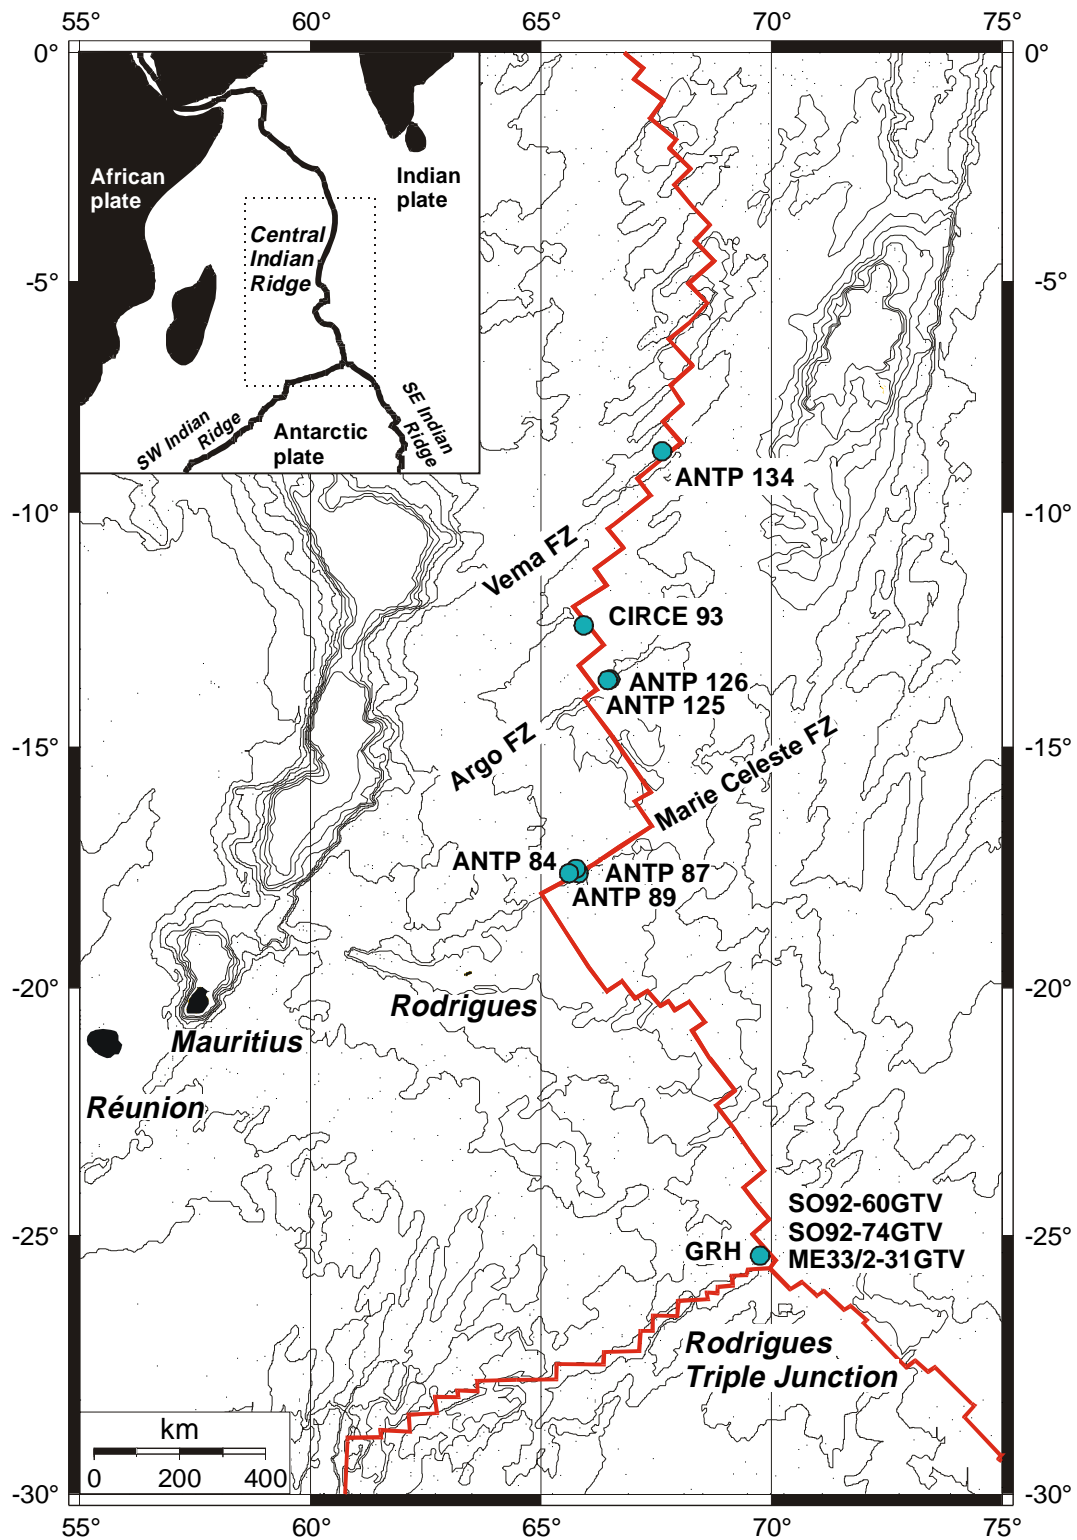 55°
60°
65°
70°
75°
0°
0°
African
plate
Indian
plate
Central
Indian
Ridge
-5°
-5°
SW Indian
Ridge
SE Indian
Ridge
Antarctic
plate
ANTP 134
-10°
-10°
Vema FZ
CIRCE 93
ANTP 126
ANTP 125
Argo FZ
Marie Celeste FZ
-15°
-15°
ANTP 84
ANTP 87
ANTP 89
-20°
-20°
Rodrigues
Mauritius
Réunion
SO92-60GTV
SO92-74GTV
ME33/2-31GTV
GRH
-25°
-25°
Rodrigues
Triple Junction
km
0
200
400
-30°
-30°
55°
60°
65°
70°
75°